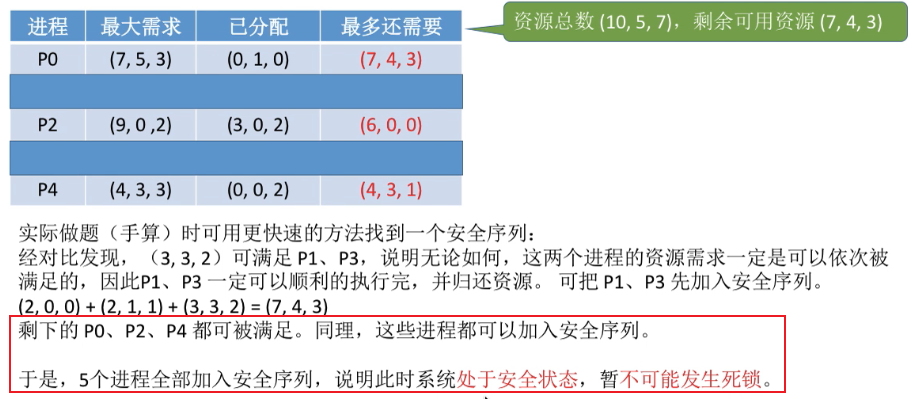 进程 最大需求 已分配 最多还需要
资源总数 (10, 5, 7)，剩余可用资源 (7, 4, 3)
P0 (7, 5, 3) (0, 1, 0) (7, 4, 3)
P2 (9, 0 ,2) (3, 0, 2) (6, 0, 0)
P4 (4, 3, 3) (0, 0, 2) (4, 3, 1)
实际做题（手算）时可用更快速的方法找到一个安全序列：
经对比发现，（3, 3, 2）可满足 P1、P3，说明无论如何，这两个进程的资源需求一定是可以依次被
满足的，因此P1、P3 一定可以顺利的执行完，并归还资源。 可把 P1、P3 先加入安全序列。
(2, 0, 0) + (2, 1, 1) + (3, 3, 2) = (7, 4, 3)
剩下的 P0、P2、P4 都可被满足。同理，这些进程都可以加入安全序列。
于是，5个进程全部加入安全序列，说明此时系统处于安全状态，暂不可能发生死锁。